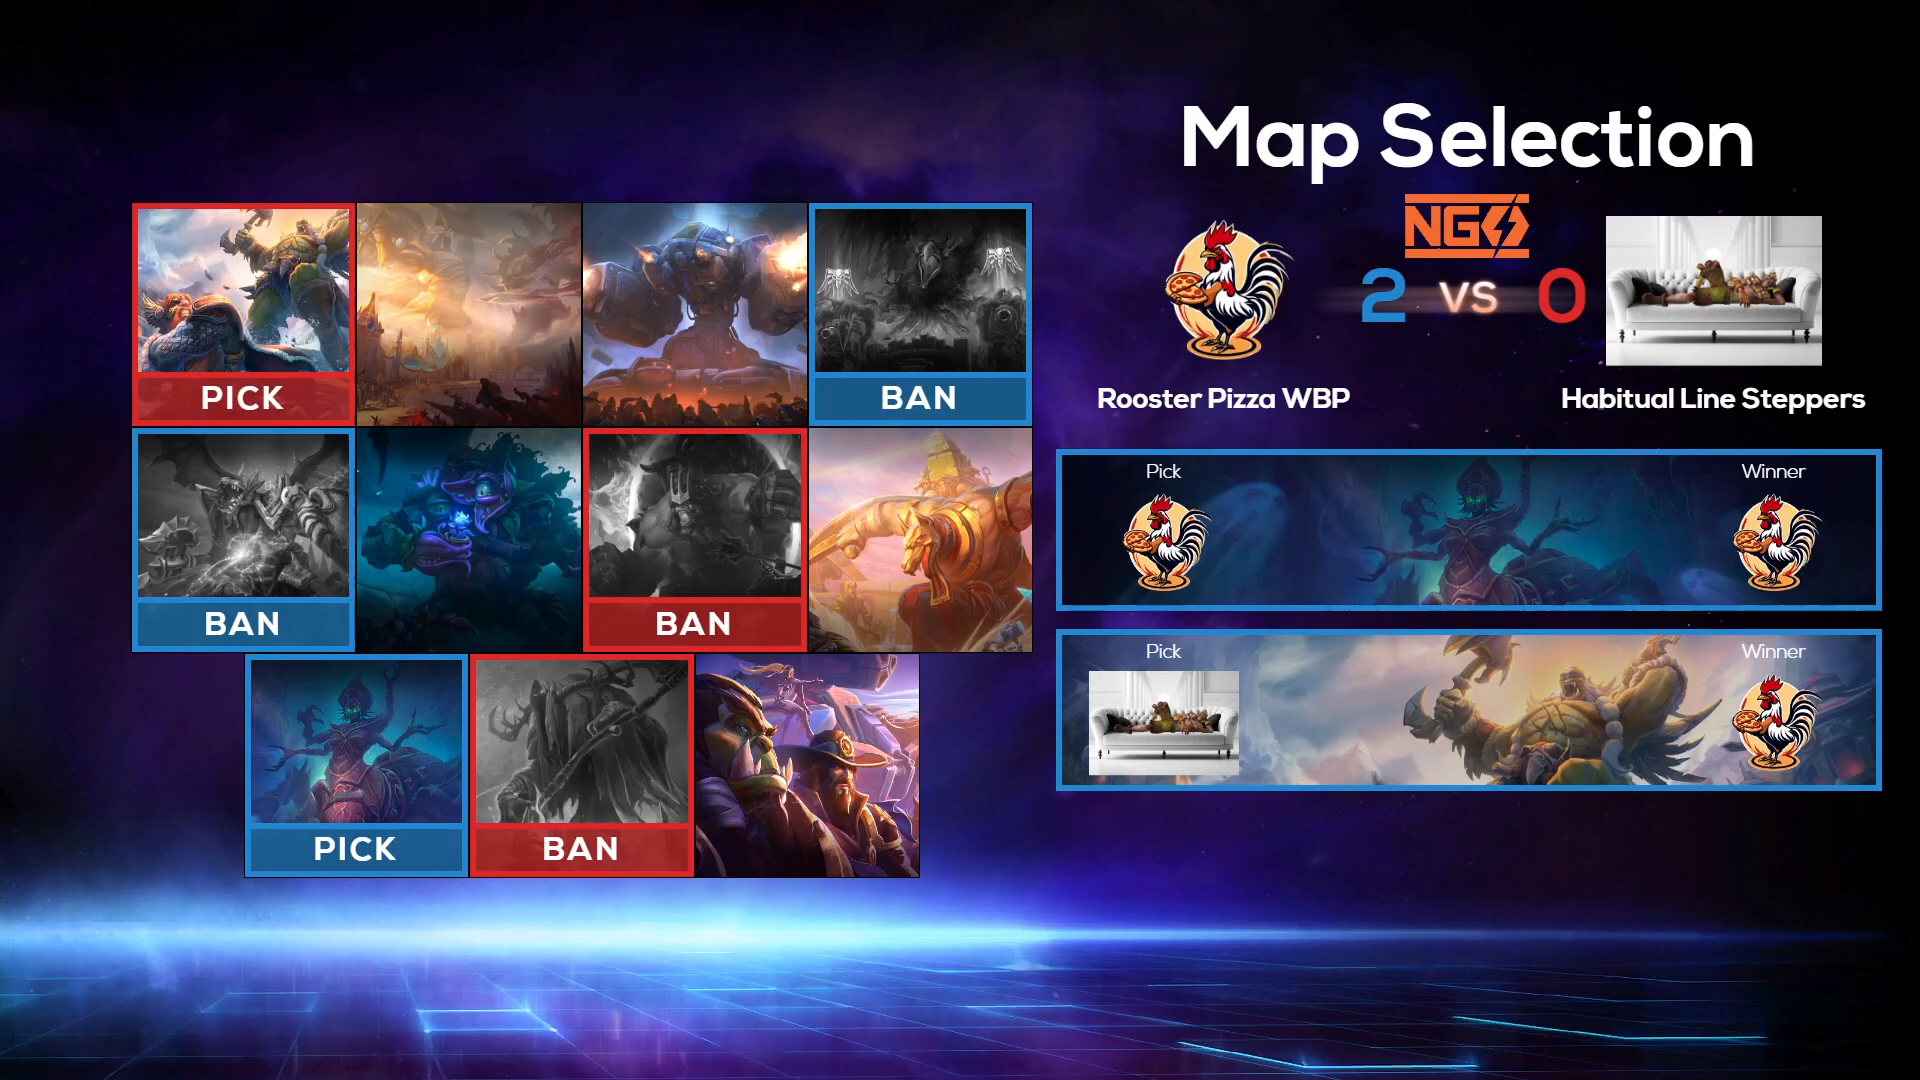 Map Selection
NGS
2 VS 0
Rooster Pizza WBP
Habitual Line Steppers
PICK
BAN
BAN
BAN
PICK
BAN
Pick
Winner
Pick
Winner